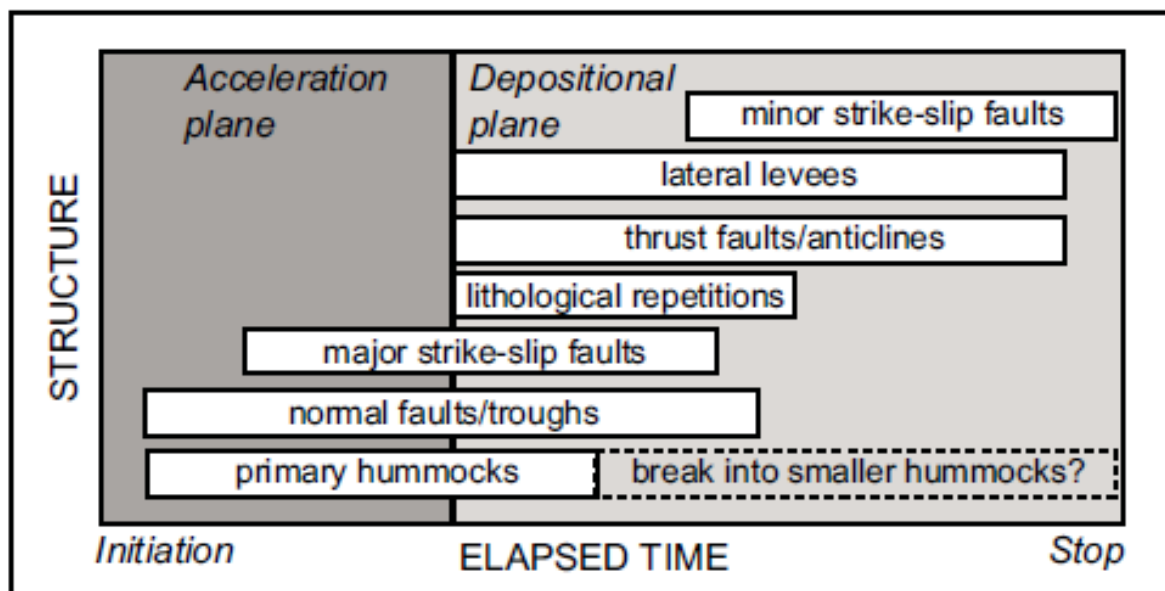 Acceleration
plane
Depositional
plane
minor strike-slip faults
lateral levees
thrust faults/anticlines
lithological repetitions
major strike-slip faults
normal faults/troughs
primary hummocks
break into smaller hummocks?
STRUCTURE
Initiation
ELAPSED TIME
Stop